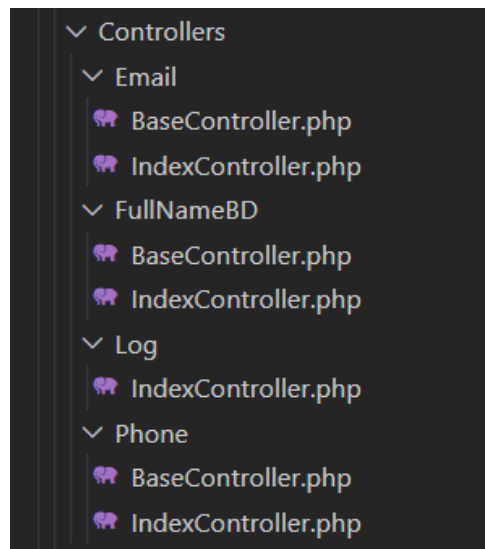 Controllers
Email
BaseController.php
IndexController.php
FullNameBD
BaseController.php
IndexController.php
Log
IndexController.php
Phone
BaseController.php
IndexController.php